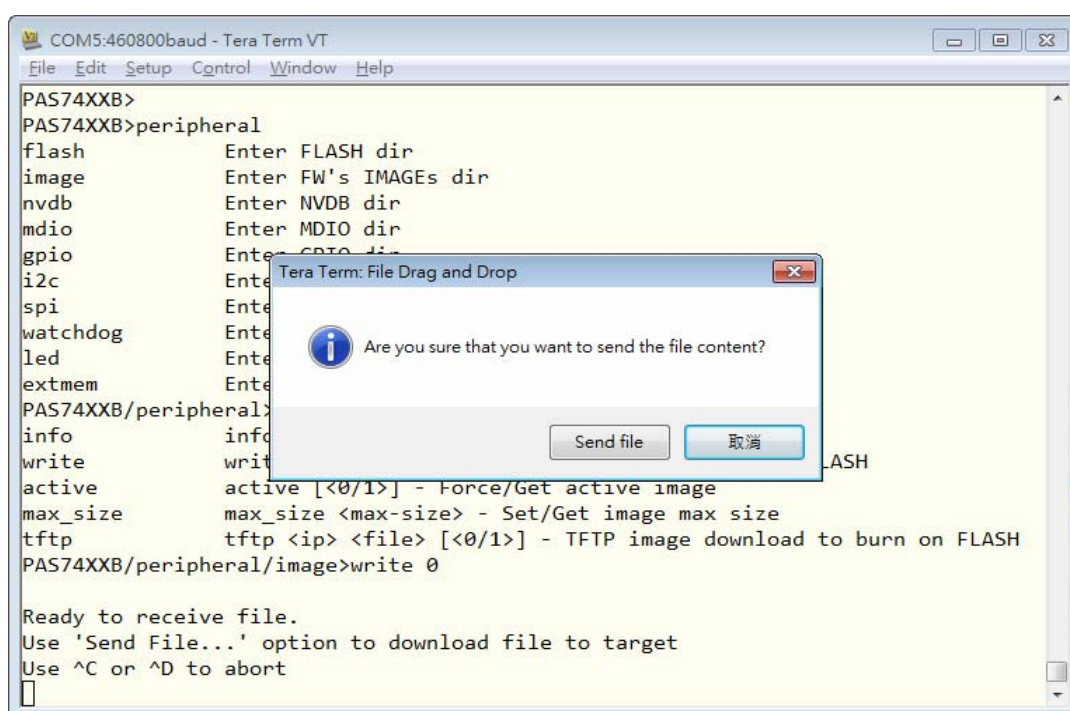 COM5:460800baud - Tera Term VT
File Edit Setup Control Window Help
PAS74XXB>
PAS74XXB>peripheral
flash Enter FLASH dir
image Enter FW's IMAGEs dir
nvdb Enter NVDB dir
mdio Enter MDIO dir
gpio Enter GPIO dir
i2c Ente
spi Ente
watchdog Ente
led Ente
extmem Ente
Tera Term: File Drag and Drop
Are you sure that you want to send the file content?
Send file 取消
PAS74XXB/peripheral>
info info
write writ LASH
active active [<0/1>] - Force/Get active image
max_size max_size <max-size> - Set/Get image max size
tftp tftp <ip> <file> [<0/1>] - TFTP image download to burn on FLASH
PAS74XXB/peripheral/image>write 0
Ready to receive file.
Use 'Send File...' option to download file to target
Use ^C or ^D to abort